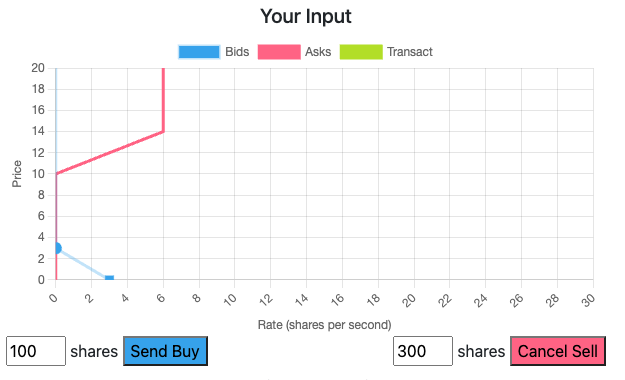 Your Input
Bids Asks Transact
20
18
16
14
12
10
8
6
4
2
0
Price
0 2 4 6 8 10 12 14 16 18 20 22 24 26 28 30
Rate (shares per second)
100 shares Send Buy 300 shares Cancel Sell